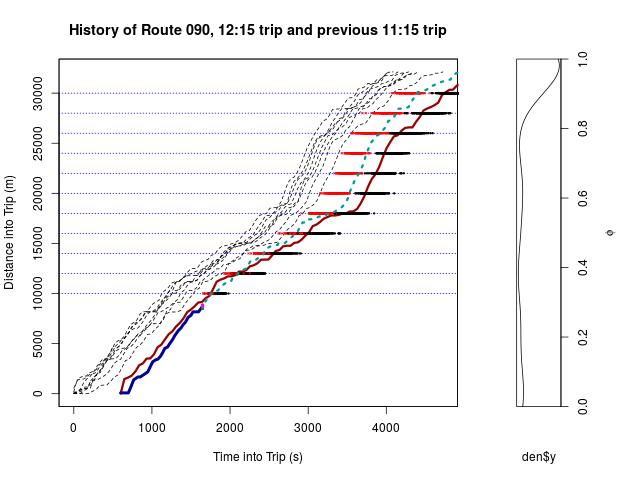 History of Route 090, 12:15 trip and previous 11:15 trip
Distance Into Trip (m)
30000
25000
20000
15000
10000
5000
0
0 1000 2000 3000 4000
Time into Trip (s)
1.0
0.8
0.6
0.4
0.2
0.0
ϕ
den$y